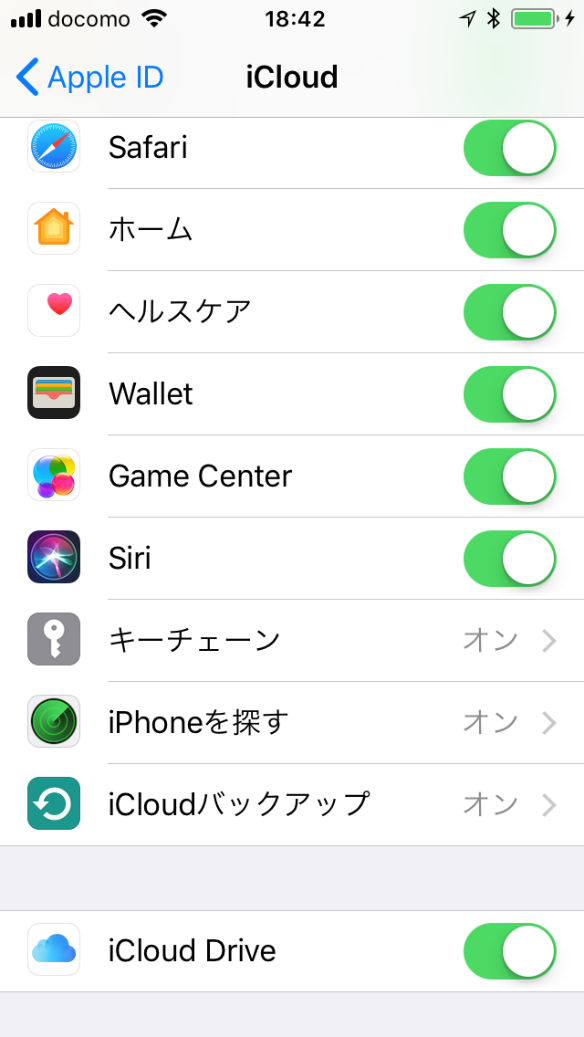 docomo 18:42
Apple ID iCloud
Safari
ホーム
ヘルスケア
Wallet
Game Center
Siri
キーチェーン オン
iPhoneを探す オン
iCloudバックアップ オン
iCloud Drive